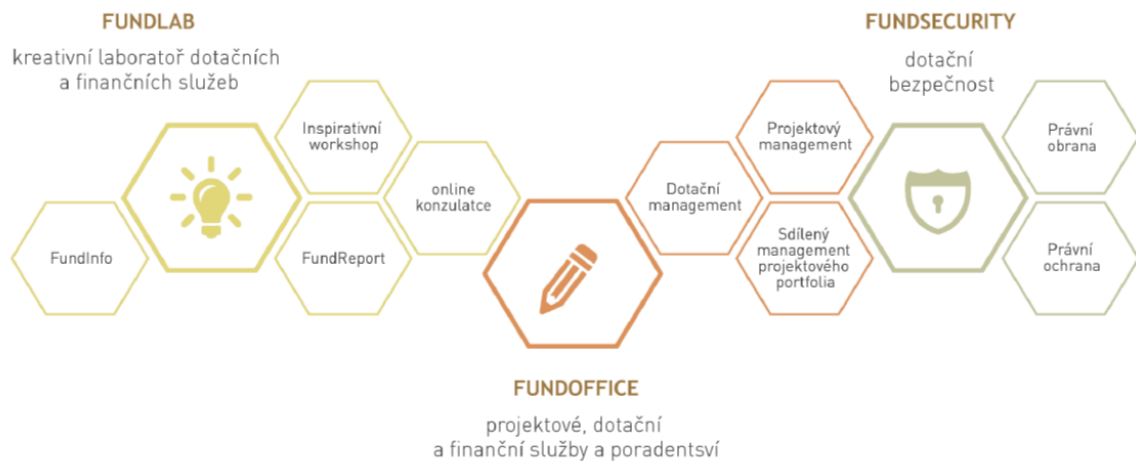 FUNDLAB
kreativní laboratoř dotačních
a finančních služeb
FundInfo
Inspirativní
workshop
FundReport
online
konzulatce
FUNDOFFICE
projektové, dotační
a finanční služby a poradentsví
Dotační
management
Projektový
management
Sdílený
management
projektového
portfolia
FUNDSECURITY
dotační
bezpečnost
Právní
obrana
Právní
ochrana